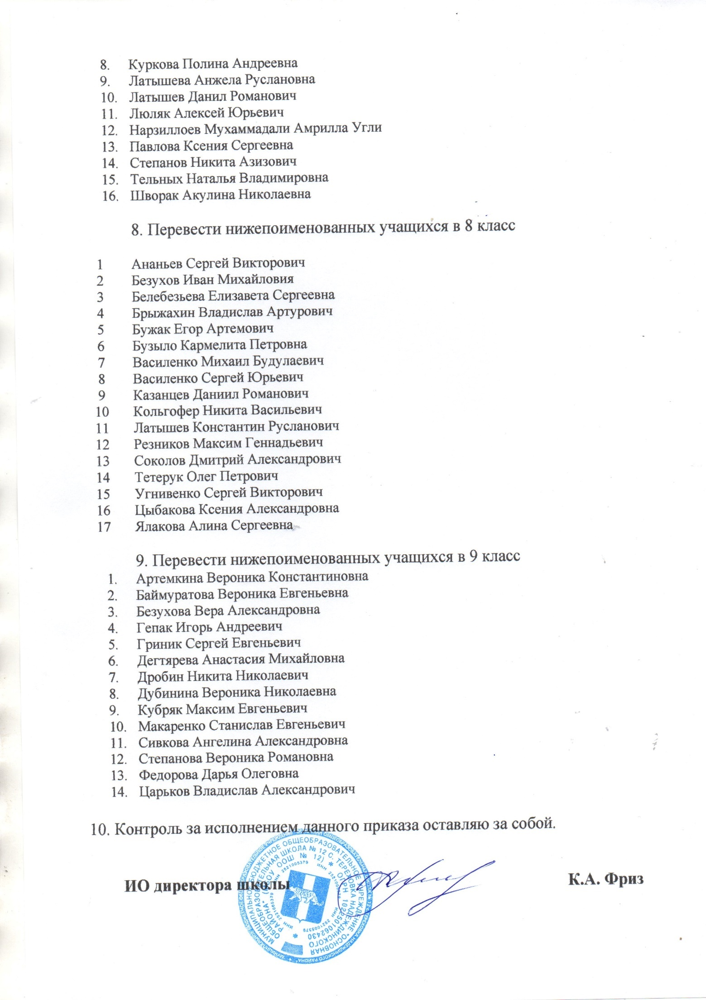 8. Куркова Полина Андреевна
9. Латышева Анжела Руслановна
10. Латышев Данил Романович
11. Люляк Алексей Юрьевич
12. Нарзиллоев Мухаммадали Амрилла Угли
13. Павлова Ксения Сергеевна
14. Степанов Никита Азизович
15. Тельных Наталья Владимировна
16. Шворак Акулина Николаевна
8. Перевести нижепоименованных учащихся в 8 класс
1 Ананьев Сергей Викторович
2 Безухов Иван Михайловия
3 Белебезьева Елизавета Сергеевна
4 Брыжахин Владислав Артурович
5 Бужак Егор Артемович
6 Бузыло Кармелита Петровна
7 Василенко Михаил Будулаевич
8 Василенко Сергей Юрьевич
9 Казанцев Даниил Романович
10 Кольгофер Никита Васильевич
11 Латышев Константин Русланович
12 Резников Максим Геннадьевич
13 Соколов Дмитрий Александрович
14 Тетерук Олег Петрович
15 Угнивенко Сергей Викторович
16 Цыбакова Ксения Александровна
17 Ялакова Алина Сергеевна
9. Перевести нижепоименованных учащихся в 9 класс
1. Артемкина Вероника Константиновна
2. Баймуратова Вероника Евгеньевна
3. Безухова Вера Александровна
4. Гепак Игорь Андреевич
5. Гриник Сергей Евгеньевич
6. Дегтярева Анастасия Михайловна
7. Дробин Никита Николаевич
8. Дубинина Вероника Николаевна
9. Кубряк Максим Евгеньевич
10. Макаренко Станислав Евгеньевич
11. Сивкова Ангелина Александровна
12. Степанова Вероника Романовна
13. Федорова Дарья Олеговна
14. Царьков Владислав Александрович
10. Контроль за исполнением данного приказа оставляю за собой.
ИО директора школы К.А. Фриз
МУНИЦИПАЛЬНОЕ БЮДЖЕТНОЕ ОБЩЕОБРАЗОВАТЕЛЬНОЕ УЧРЕЖДЕНИЕ "ОСНОВНАЯ
ОБЩЕОБРАЗОВАТЕЛЬНАЯ ШКОЛА № 12 С. ТЕРЕХОВКА НАДЕЖДИНСКОГО
РАЙОНА" (МБОУ ООШ № 12) * ОГРН 1022501062430 *
ИНН 2521005379 ИНН 2521005379 ИНН 2521005379 ИНН 2521005379